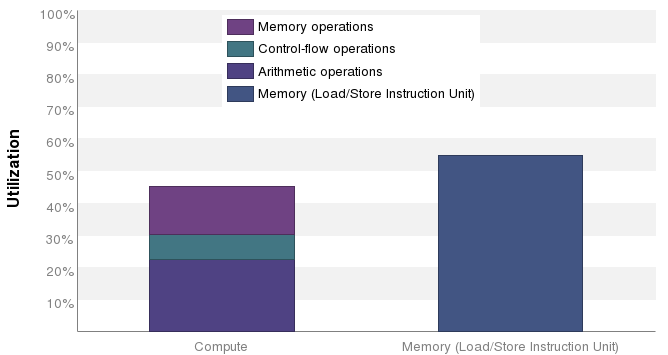 100%
90%
80%
70%
60%
50%
40%
30%
20%
10%
Utilization
Memory operations
Control-flow operations
Arithmetic operations
Memory (Load/Store Instruction Unit)
Compute
Memory (Load/Store Instruction Unit)